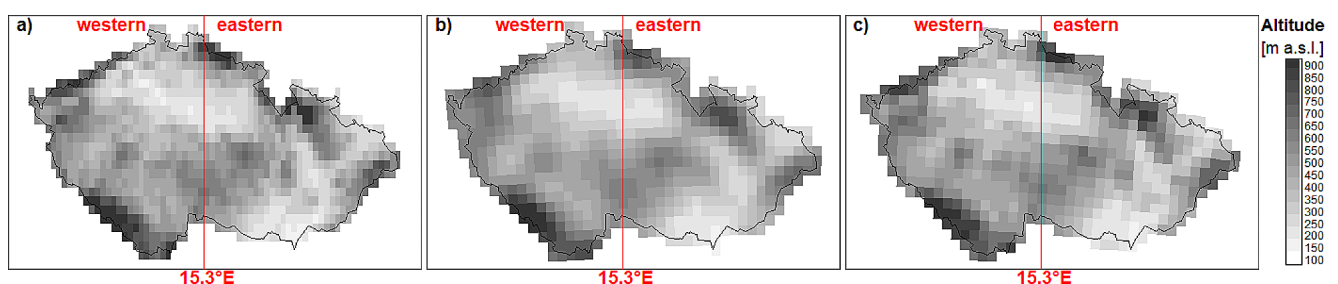 a) western eastern
15.3°E
b) western eastern
15.3°E
c) western eastern
15.3°E
Altitude
[m a.s.l.]
900
850
800
750
700
650
600
550
500
450
400
350
300
250
200
150
100